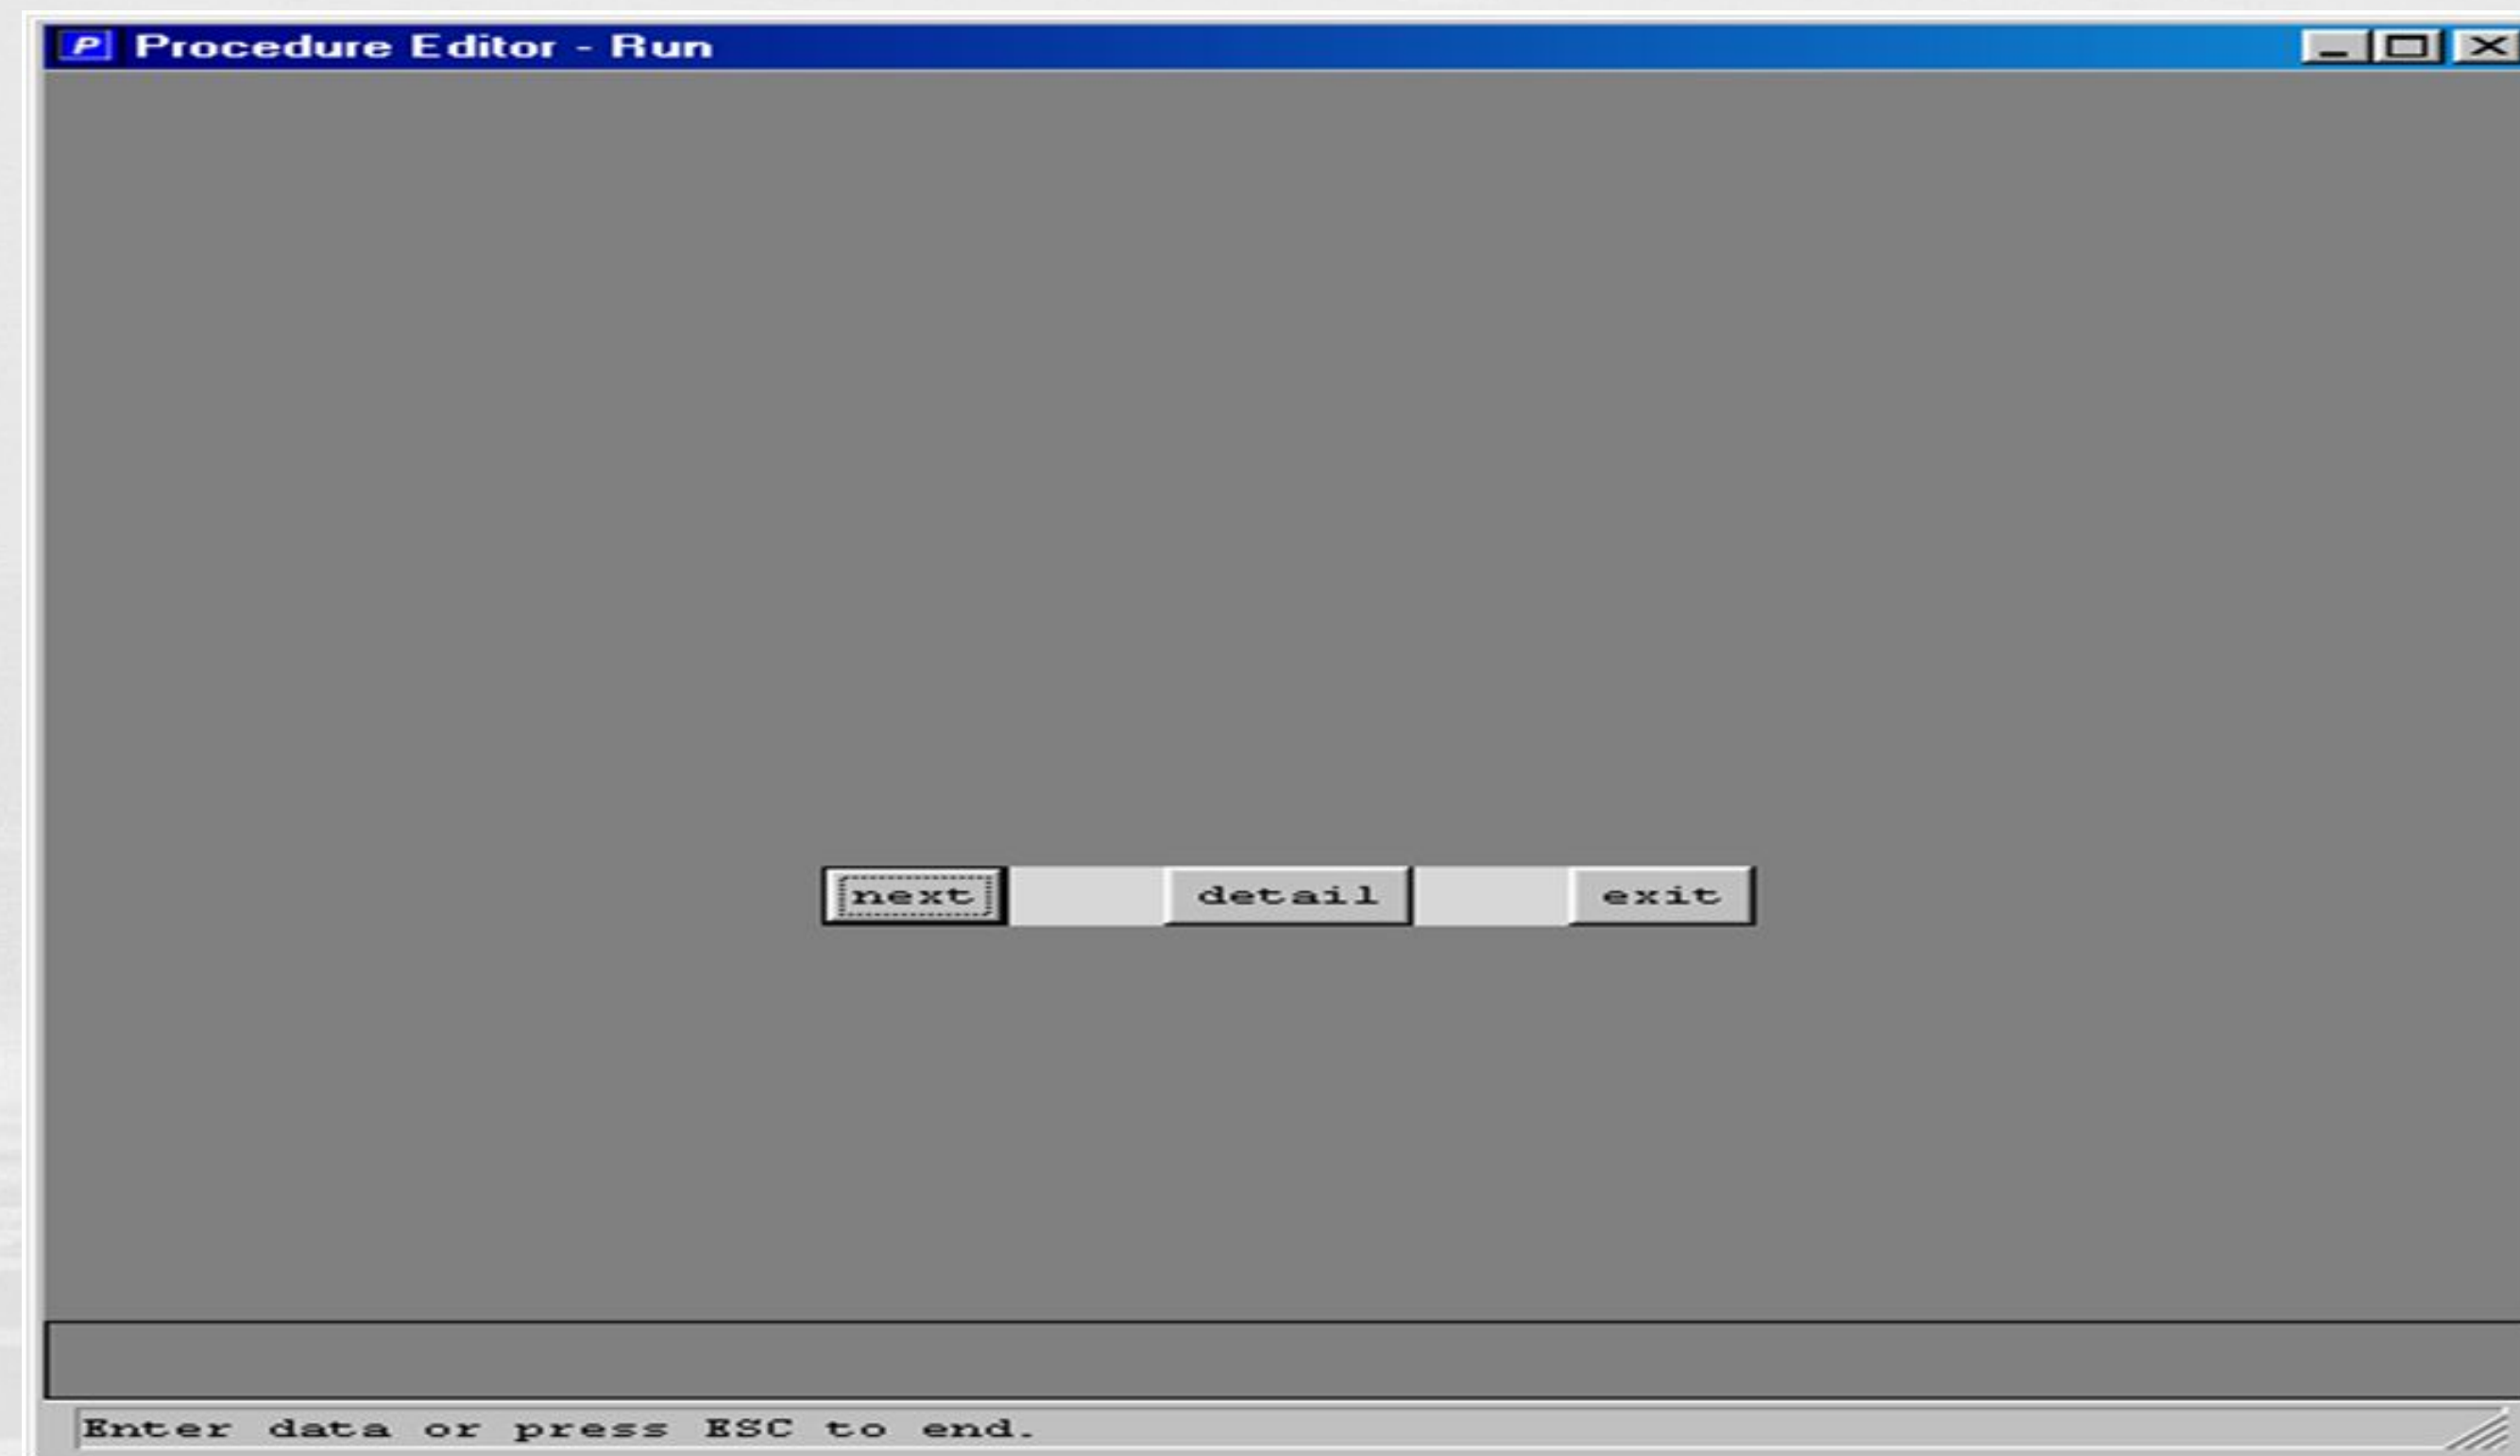 P Procedure Editor - Run
next detail exit
Enter data or press ESC to end.